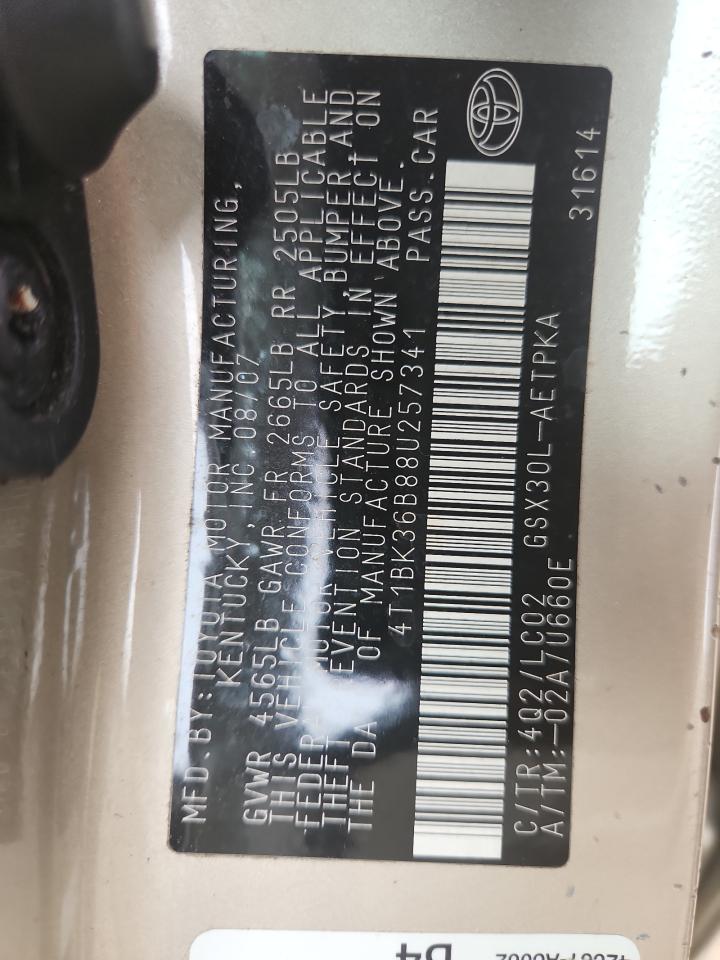 MFD.BY:TOYOTA MOTOR MANUFACTURING,
KENTUCKY,INC 08/07
GVWR 4565LB GAWR FR 2665LB RR 2505LB
THIS VEHICLE CONFORMS TO ALL APPLICABLE
FEDERAL MOTOR VEHICLE SAFETY, BUMPER, AND
THEFT PREVENTION STANDARDS IN EFFECT ON
THE DATE OF MANUFACTURE SHOWN ABOVE.
4T1BK36B88U257341 PASS.CAR
C/TR:4Q2/LC02 GSX30L-AETPKA
A/TM:-02A/U660E 31614